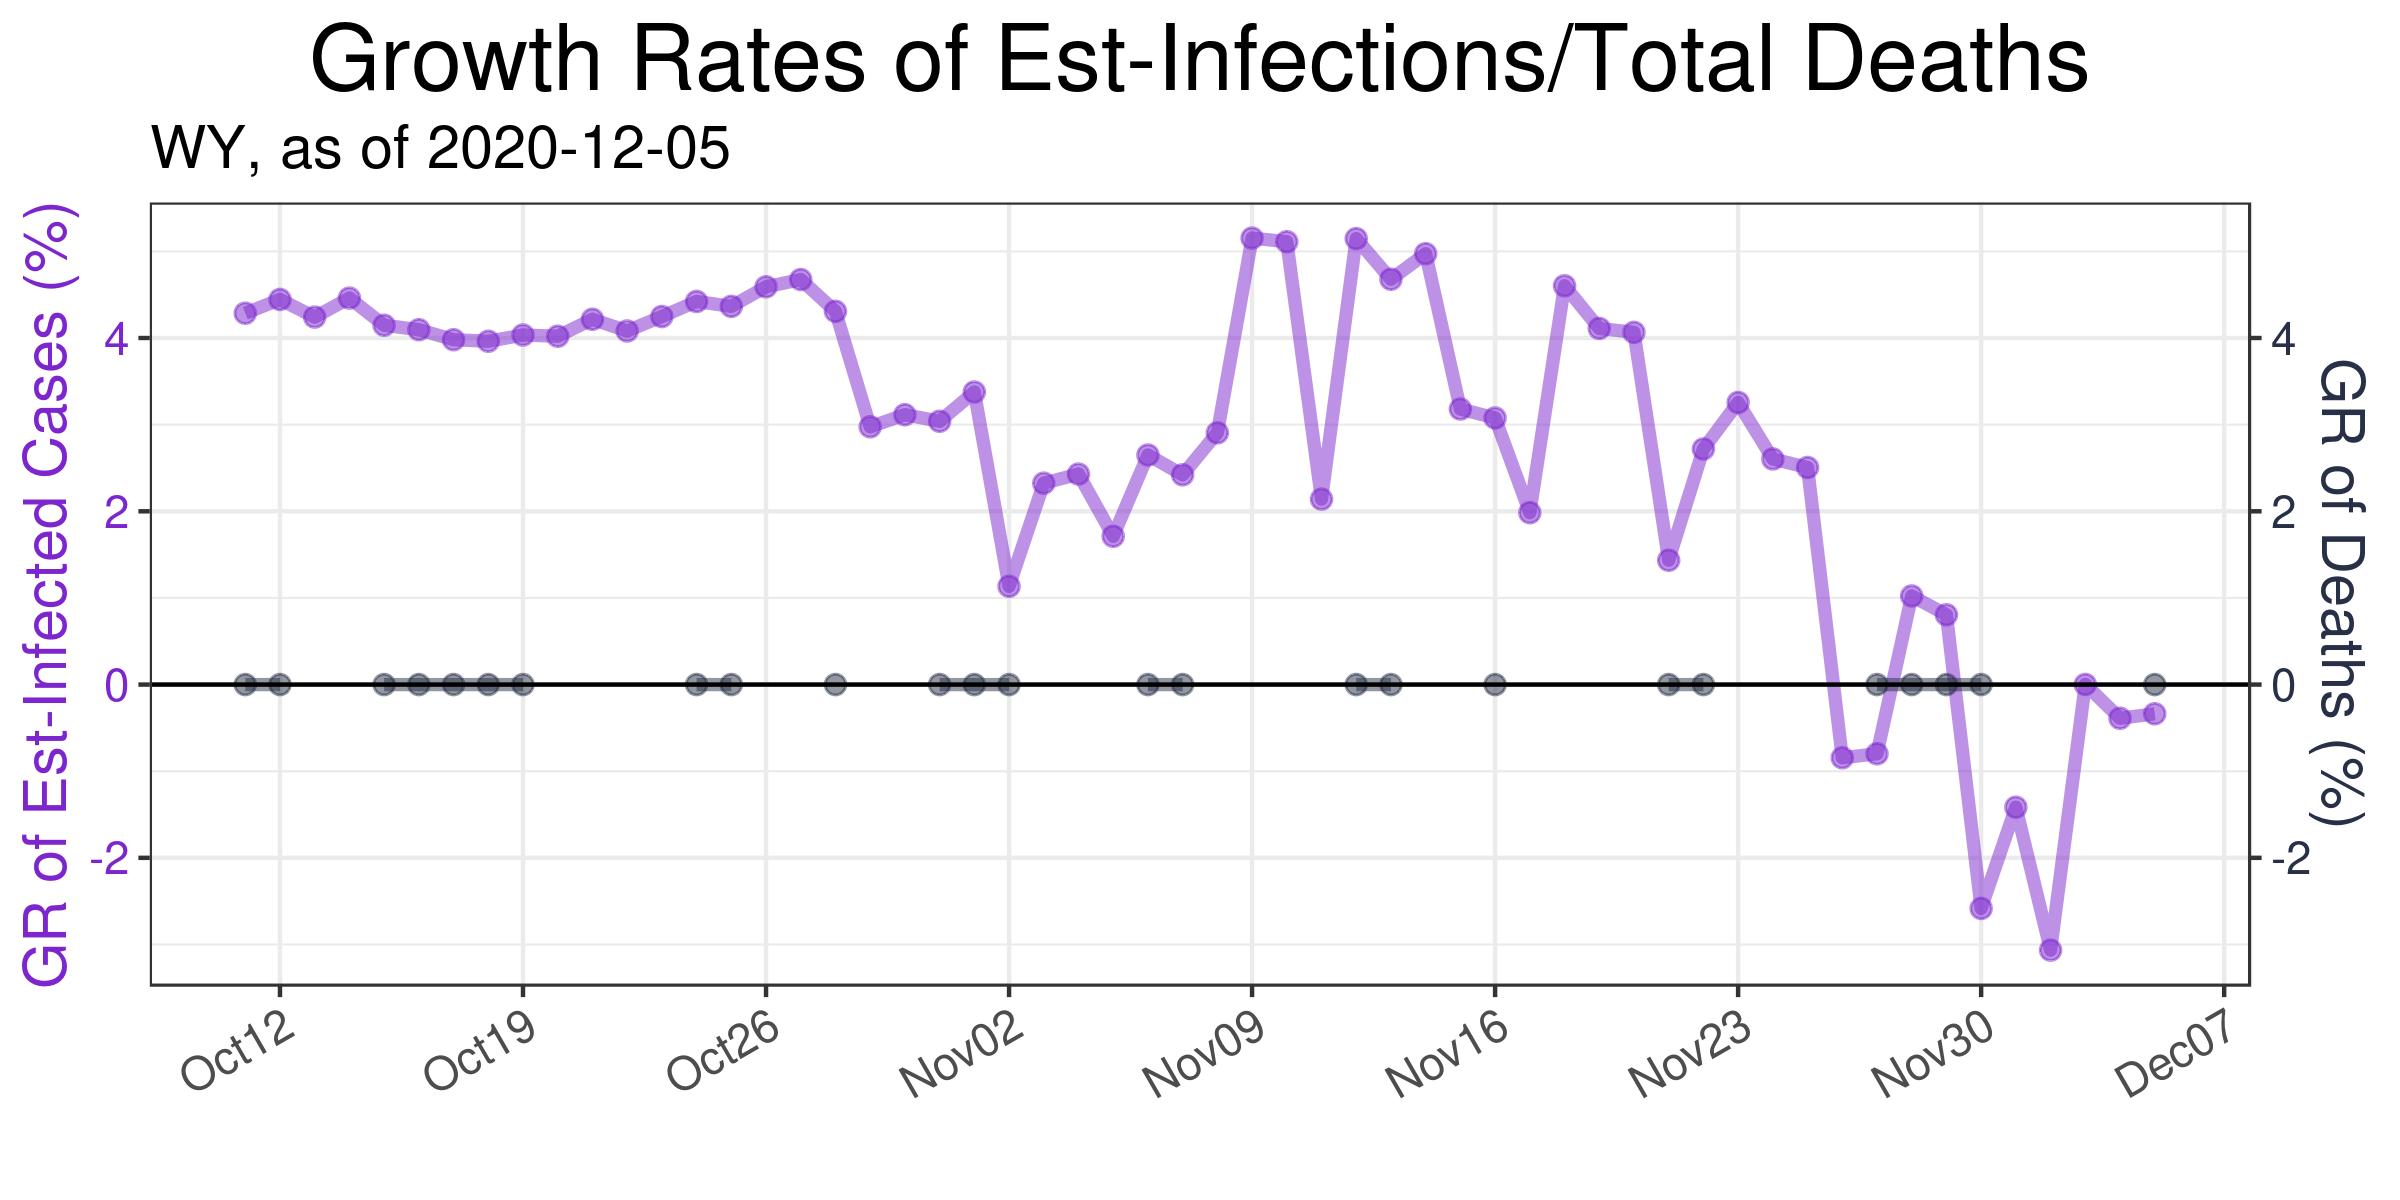 Growth Rates of Est-Infections/Total Deaths
WY, as of 2020-12-05
GR of Est-Infected Cases (%)
4
2
0
-2
4
2
0
-2
GR of Deaths (%)
Oct12
Oct19
Oct26
Nov02
Nov09
Nov16
Nov23
Nov30
Dec07